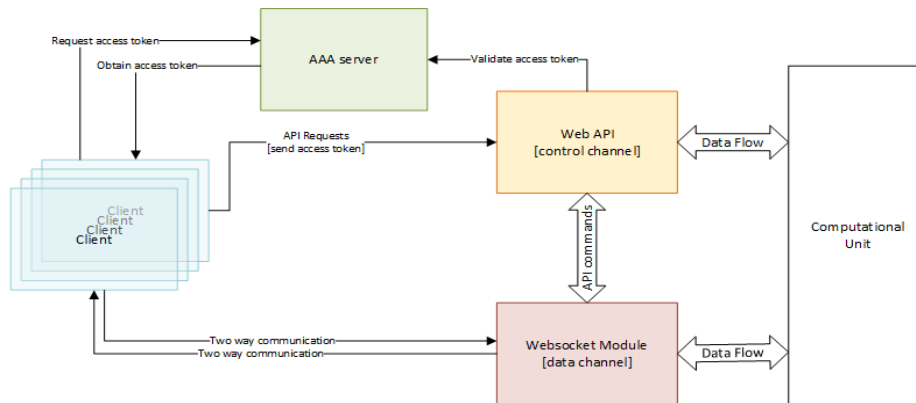 Request access token
Obtain access token
AAA server
Validate access token
API Requests
[send access token]
Web API
[control channel]
Data Flow
Client
Client
Client
Client
API commands
Computational
Unit
Two way communication
Two way communication
Websocket Module
[data channel]
Data Flow